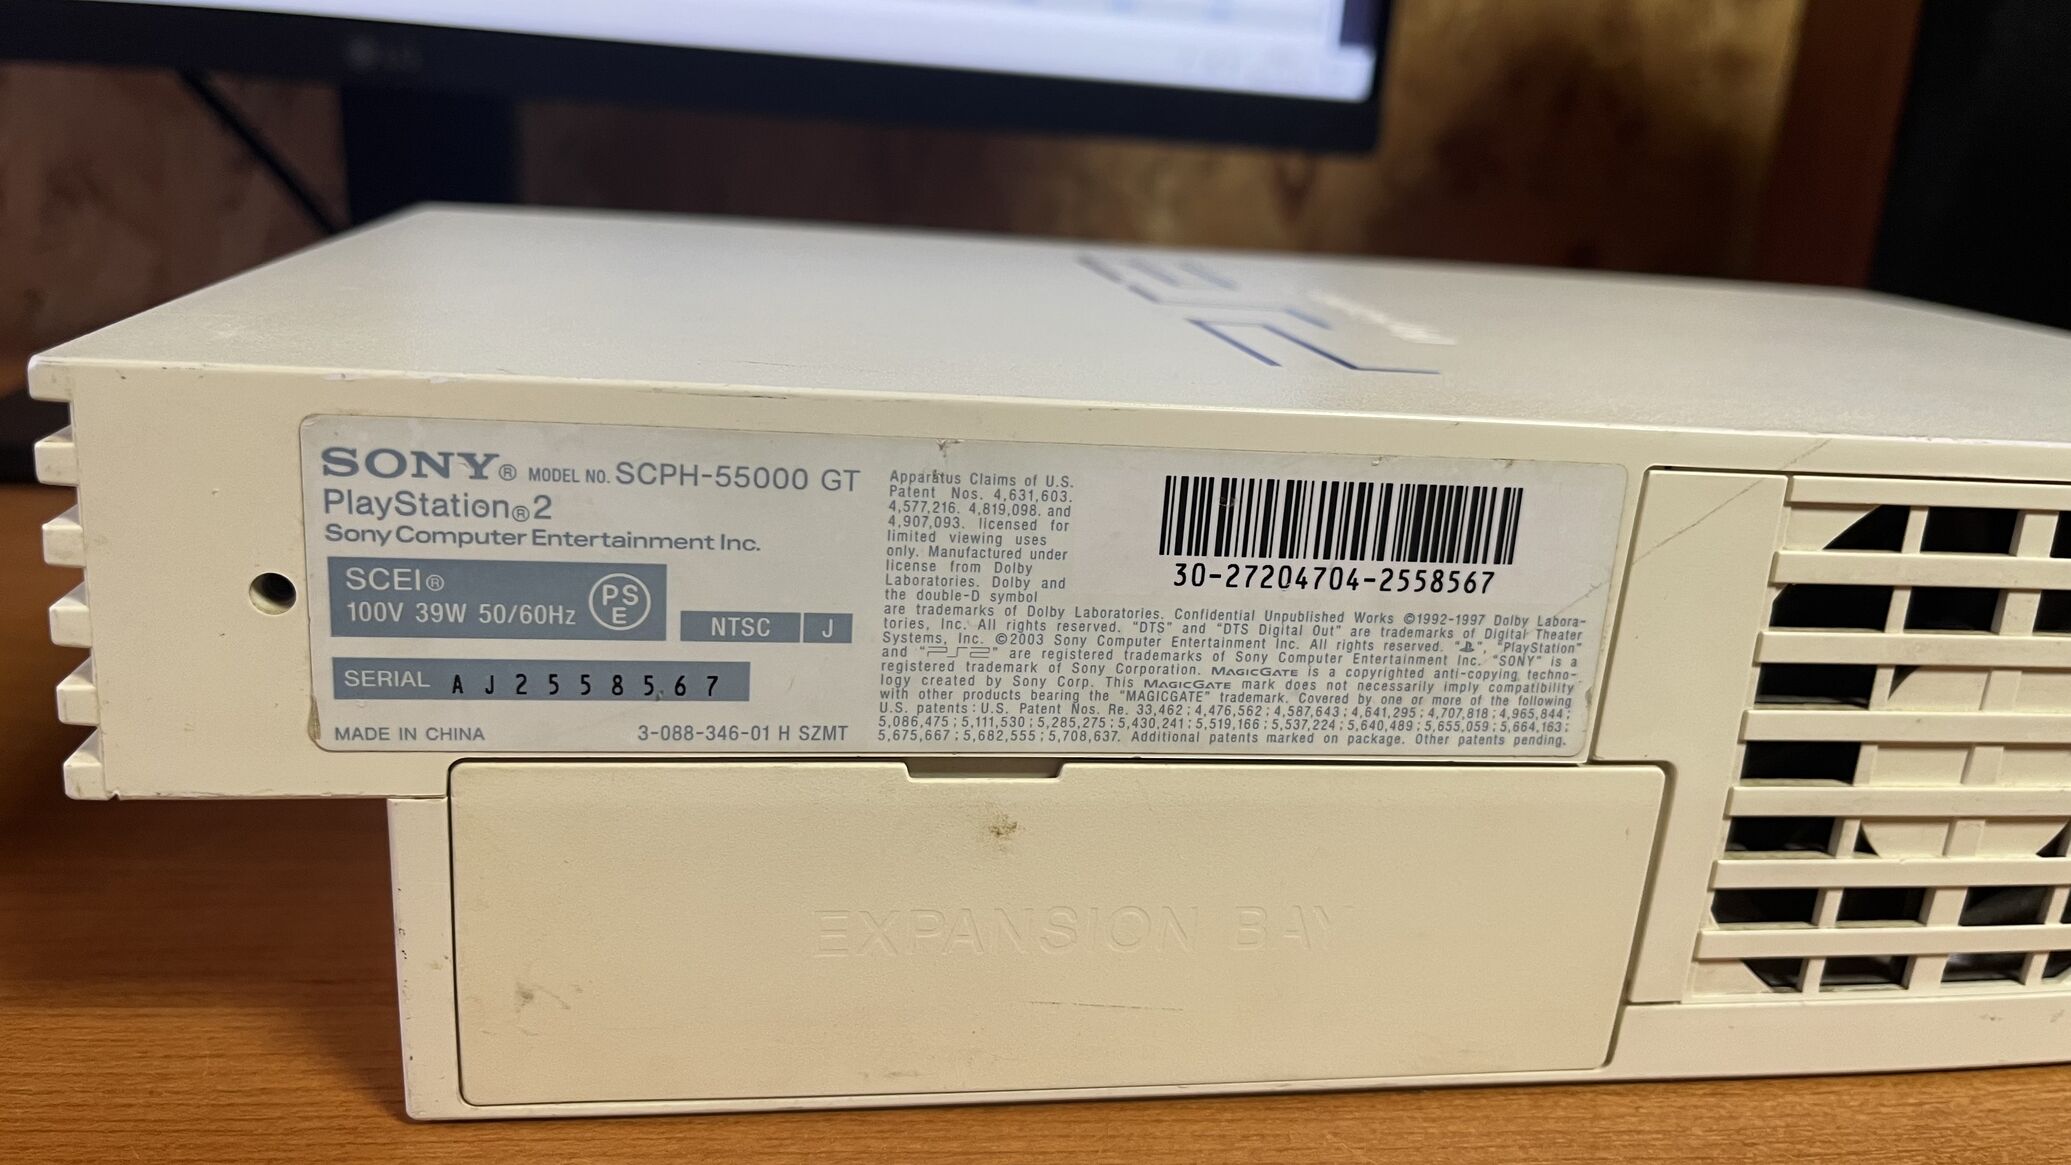 LG
SONY® MODEL NO. SCPH-55000 GT
PlayStation®2
Sony Computer Entertainment Inc.
SCEI®
100V 39W 50/60Hz
PS
E
NTSC J
SERIAL AJ2558567
MADE IN CHINA 3-088-346-01 H SZMT
Apparatus Claims of U.S.
Patent Nos. 4,631,603.
4,577,216. 4,819,098. and
4,907,093. licensed for
limited viewing uses
only. Manufactured under
license from Dolby
Laboratories. Dolby and
the double-D symbol
are trademarks of Dolby Laboratories. Confidential Unpublished Works ©1992-1997 Dolby Labora-
tories, Inc. All rights reserved. "DTS" and "DTS Digital Out" are trademarks of Digital Theater
Systems, Inc. ©2003 Sony Computer Entertainment Inc. All rights reserved. "", "PlayStation"
and "PS2" are registered trademarks of Sony Computer Entertainment Inc. "SONY" is a
registered trademark of Sony Corporation. MAGICGATE is a copyrighted anti-copying techno-
logy created by Sony Corp. This MAGICGATE mark does not necessarily imply compatibility
with other products bearing the "MAGICGATE" trademark. Covered by one or more of the following
U.S. patents : U.S. Patent Nos. Re. 33,462 ; 4,476,562 ; 4,587,643 ; 4,641,295 ; 4,707,818 ; 4,965,844 ;
5,086,475 ; 5,111,530 ; 5,285,275 ; 5,430,241 ; 5,519,166 ; 5,537,224 ; 5,640,489 ; 5,655,059 ; 5,664,163 ;
5,675,667 ; 5,682,555 ; 5,708,637. Additional patents marked on package. Other patents pending.
30-27204704-2558567
EXPANSION BAY